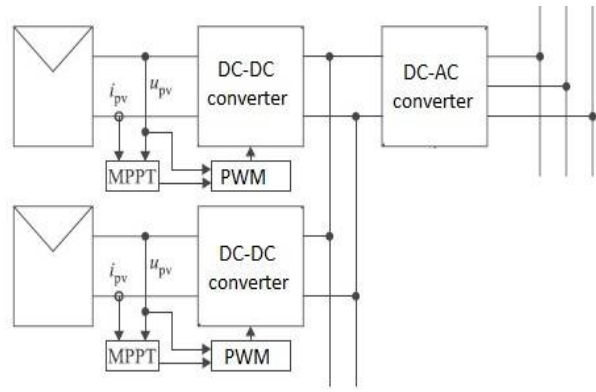 DC-DC
converter
DC-AC
converter
i_pv
u_pv
MPPT
PWM
DC-DC
converter
i_pv
u_pv
MPPT
PWM